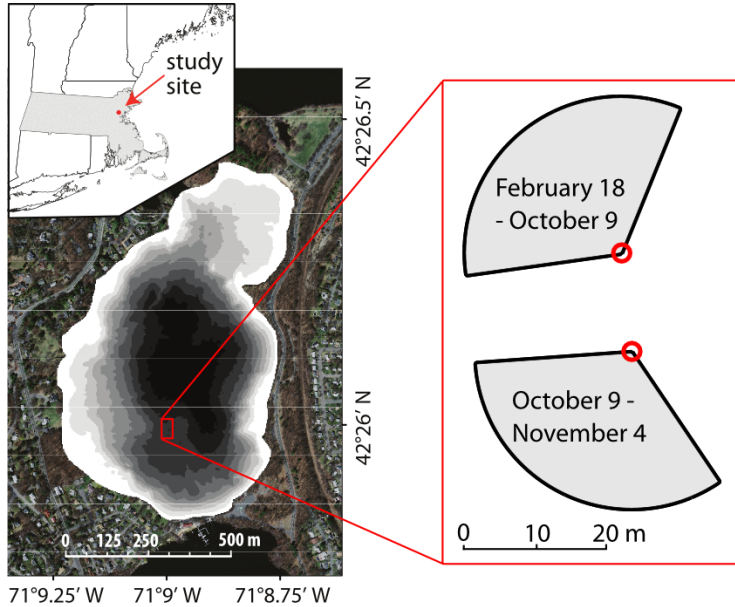 study
site
42°26.5′ N
42°26′ N
0 125 250 500 m
71°9.25′ W 71°9′ W 71°8.75′ W
February 18
- October 9
October 9 -
November 4
0 10 20 m